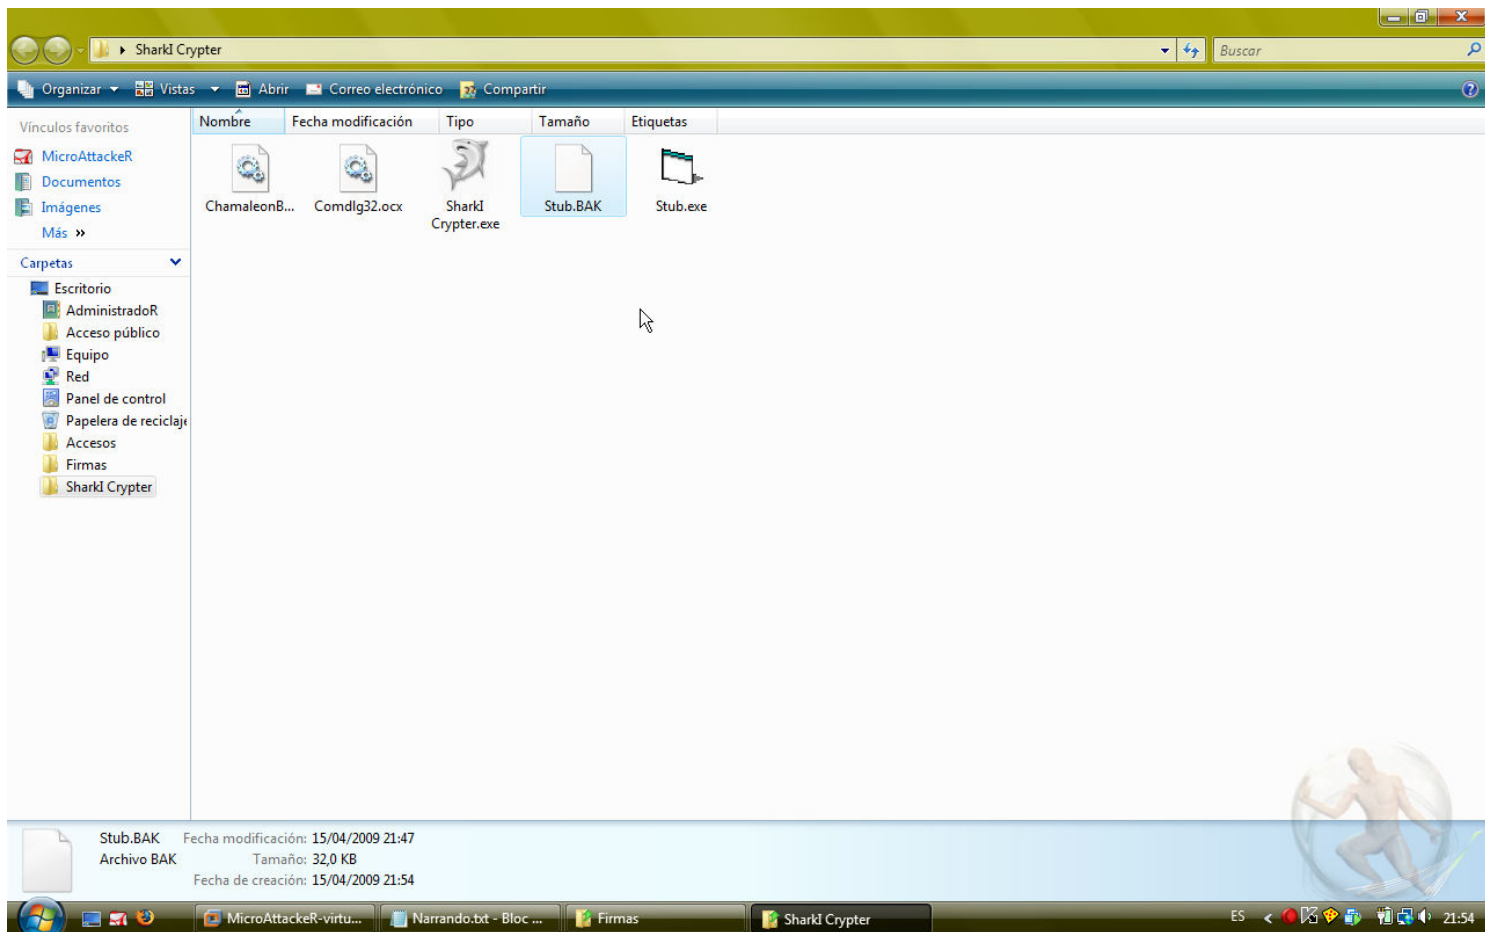 SharkI Crypter
Buscar
Organizar Vistas Abrir Correo electrónico Compartir
Vínculos favoritos
MicroAttackeR
Documentos
Imágenes
Más »
Carpetas
Escritorio
AdministradoR
Acceso público
Equipo
Red
Panel de control
Papelera de reciclaje
Accesos
Firmas
SharkI Crypter
Nombre Fecha modificación Tipo Tamaño Etiquetas
ChamaleonB... Comdlg32.ocx SharkI Stub.BAK Stub.exe
Crypter.exe
Stub.BAK Fecha modificación: 15/04/2009 21:47
Archivo BAK Tamaño: 32,0 KB
Fecha de creación: 15/04/2009 21:54
MicroAttackeR-virtu... Narrando.txt - Bloc ... Firmas SharkI Crypter ES 21:54